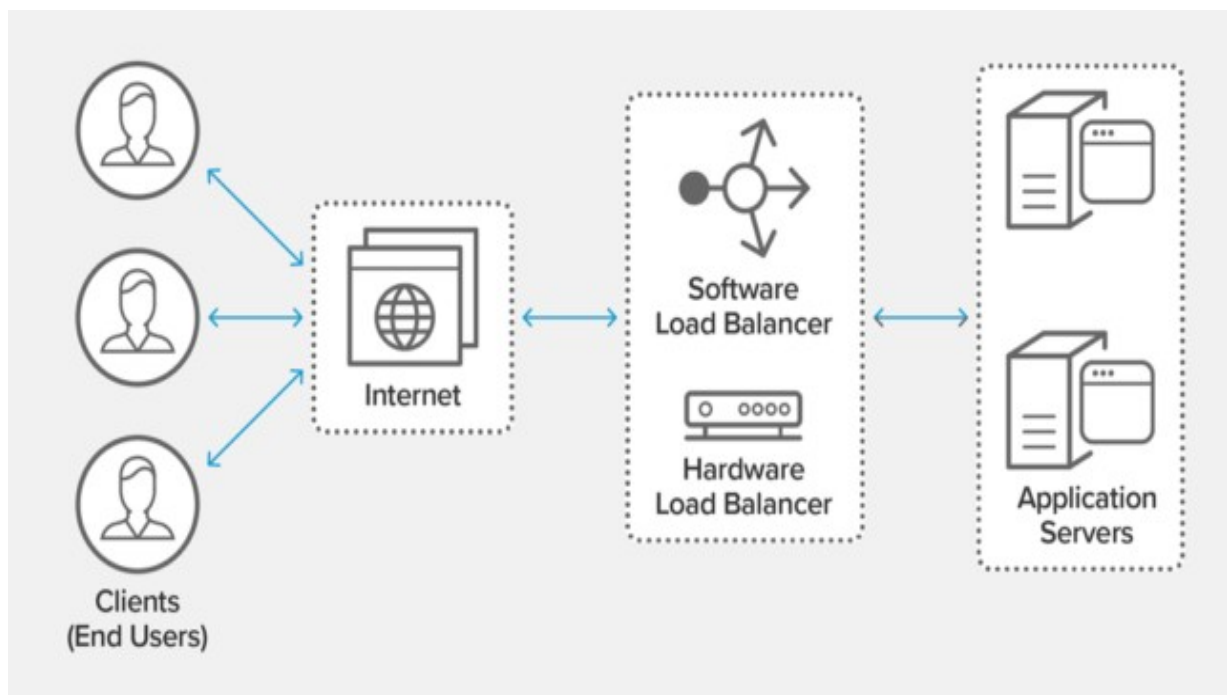 Clients
(End Users)
Internet
Software
Load Balancer
Hardware
Load Balancer
Application
Servers